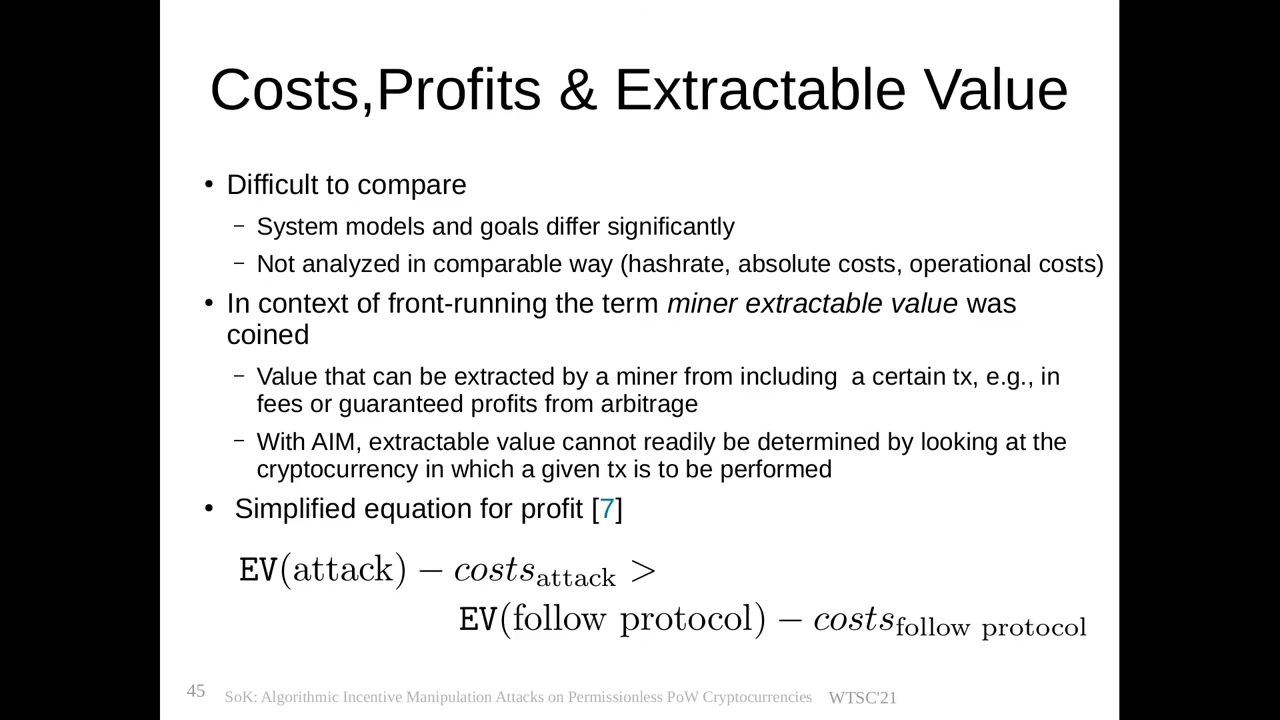 Costs,Profits & Extractable Value
• Difficult to compare
– System models and goals differ significantly
– Not analyzed in comparable way (hashrate, absolute costs, operational costs)
• In context of front-running the term miner extractable value was
coined
– Value that can be extracted by a miner from including  a certain tx, e.g., in
fees or guaranteed profits from arbitrage
– With AIM, extractable value cannot readily be determined by looking at the
cryptocurrency in which a given tx is to be performed
• Simplified equation for profit [7]
EV(attack) − costs_attack >
EV(follow protocol) − costs_follow protocol
45 SoK: Algorithmic Incentive Manipulation Attacks on Permissionless PoW Cryptocurrencies WTSC'21